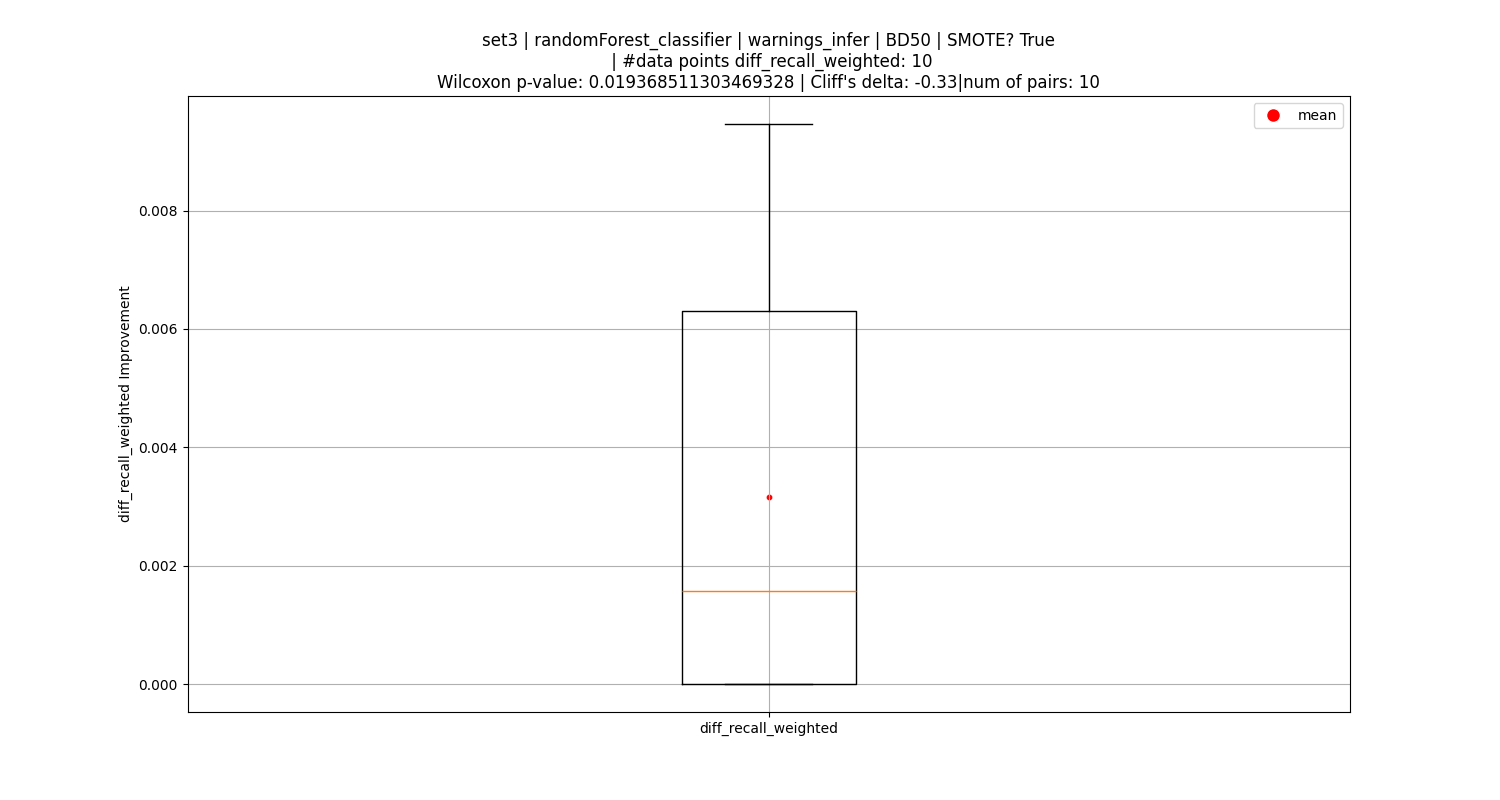 set3 | randomForest_classifier | warnings_infer | BD50 | SMOTE? True
| #data points diff_recall_weighted: 10
Wilcoxon p-value: 0.019368511303469328 | Cliff's delta: -0.33|num of pairs: 10
mean
0.008
0.006
0.004
0.002
0.000
diff_recall_weighted Improvement
diff_recall_weighted